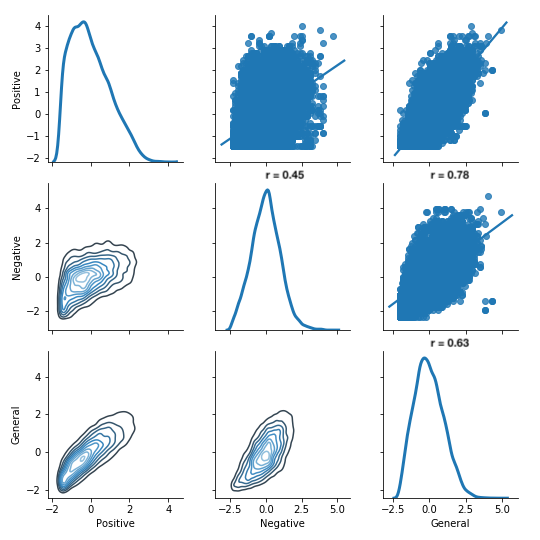 4
3
2
1
0
−1
−2
Positive
r = 0.45
r = 0.78
4
2
0
−2
Negative
r = 0.63
4
2
0
−2
General
−2 0 2 4
−2.5 0.0 2.5 5.0
−2.5 0.0 2.5 5.0
Positive Negative General